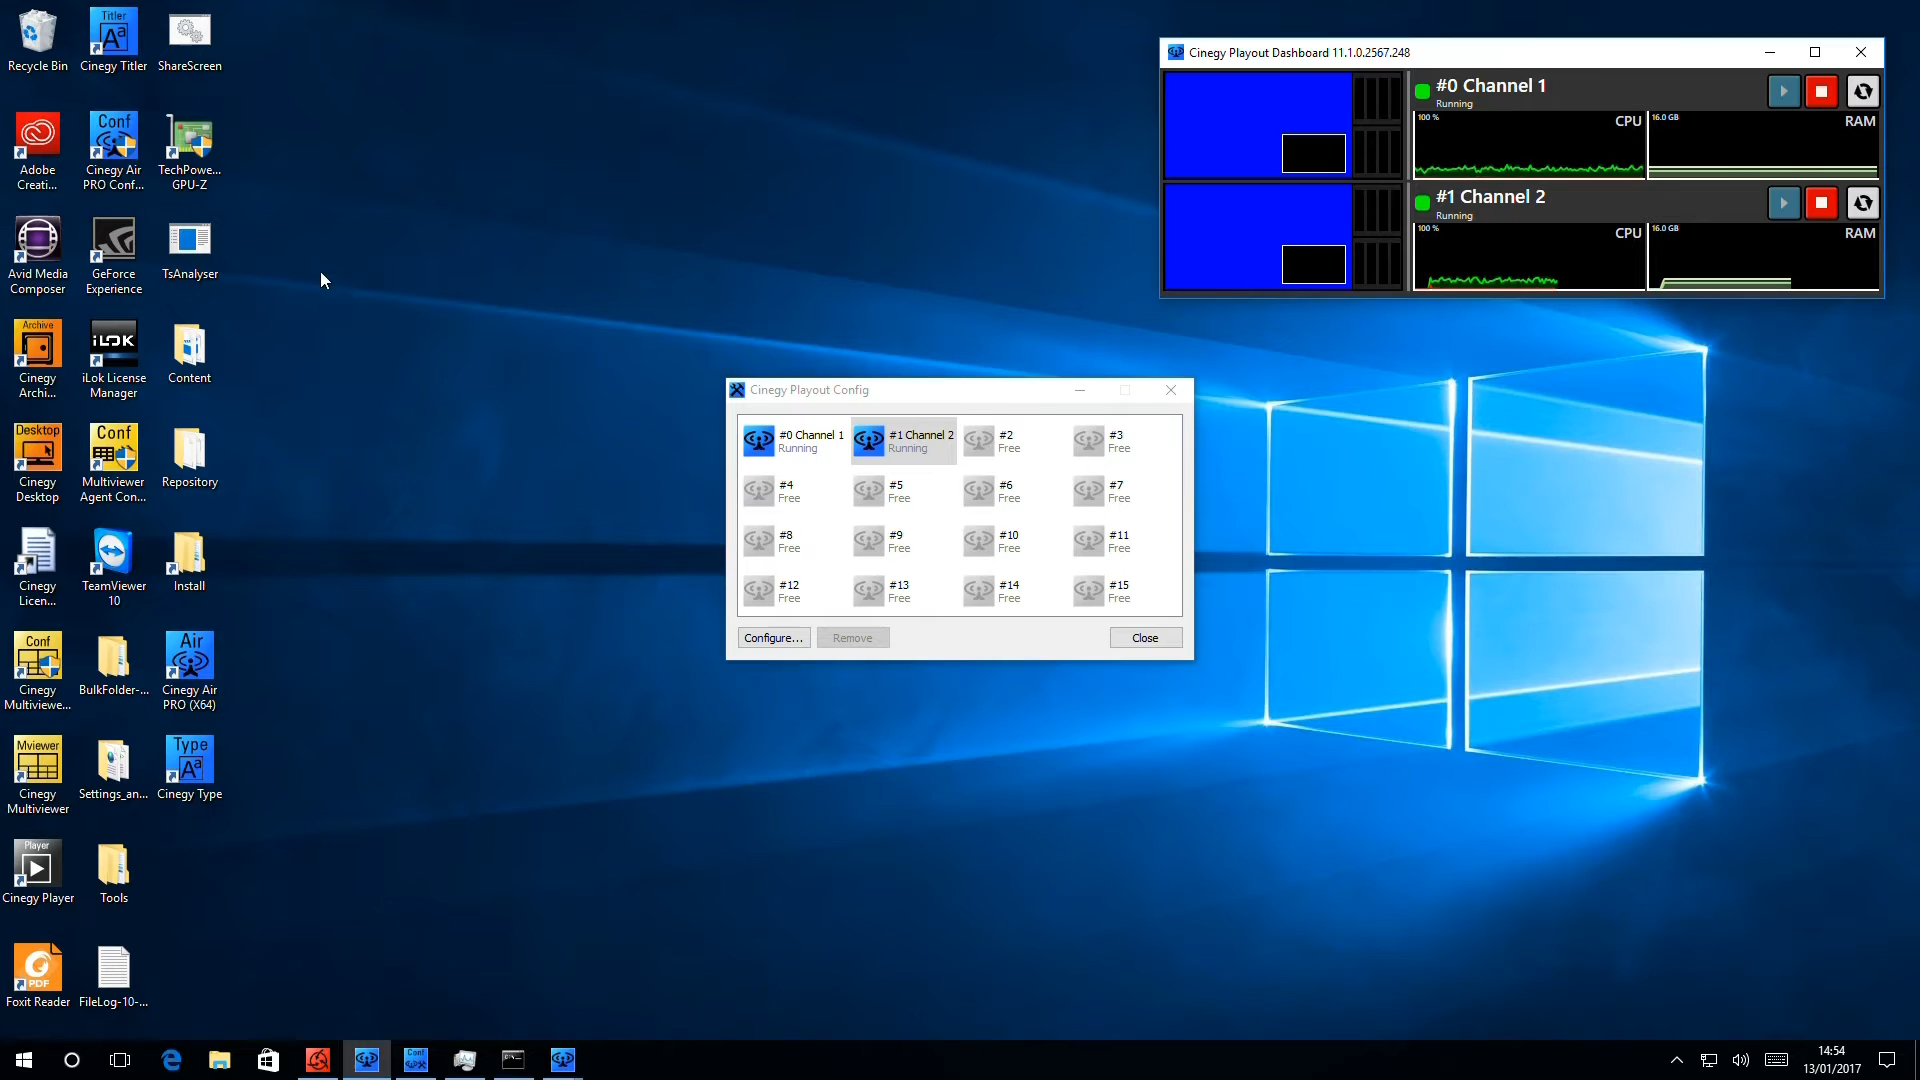 Recycle Bin
Titler
Aa
Cinegy Titler
ShareScreen
Adobe
Creati...
Conf
Cinegy Air
PRO Conf...
TechPowe...
GPU-Z
Avid Media
Composer
GeForce
Experience
TsAnalyser
Archive
Cinegy
Archi...
iLOK
iLok License
Manager
Content
Desktop
Cinegy
Desktop
Conf
Multiviewer
Agent Con...
Repository
Cinegy
Licen...
TeamViewer
10
Install
Conf
Cinegy
Multiviewe...
BulkFolder-...
Air
Cinegy Air
PRO (X64)
Mviewer
Cinegy
Multiviewer
Settings_an...
Type
Aa
Cinegy Type
Player
Cinegy Player
Tools
PDF
Foxit Reader
FileLog-10-...
Cinegy Playout Dashboard 11.1.0.2567.248
#0 Channel 1
Running
100 %
CPU
16.0 GB
RAM
#1 Channel 2
Running
100 %
CPU
16.0 GB
RAM
Cinegy Playout Config
#0 Channel 1
Running
#1 Channel 2
Running
#2
Free
#3
Free
#4
Free
#5
Free
#6
Free
#7
Free
#8
Free
#9
Free
#10
Free
#11
Free
#12
Free
#13
Free
#14
Free
#15
Free
Configure...
Remove
Close
Conf
14:54
13/01/2017